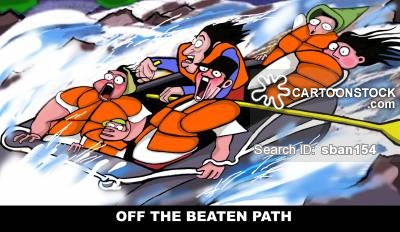 CARTOONSTOCK
.com
Search ID: sban154
OFF THE BEATEN PATH